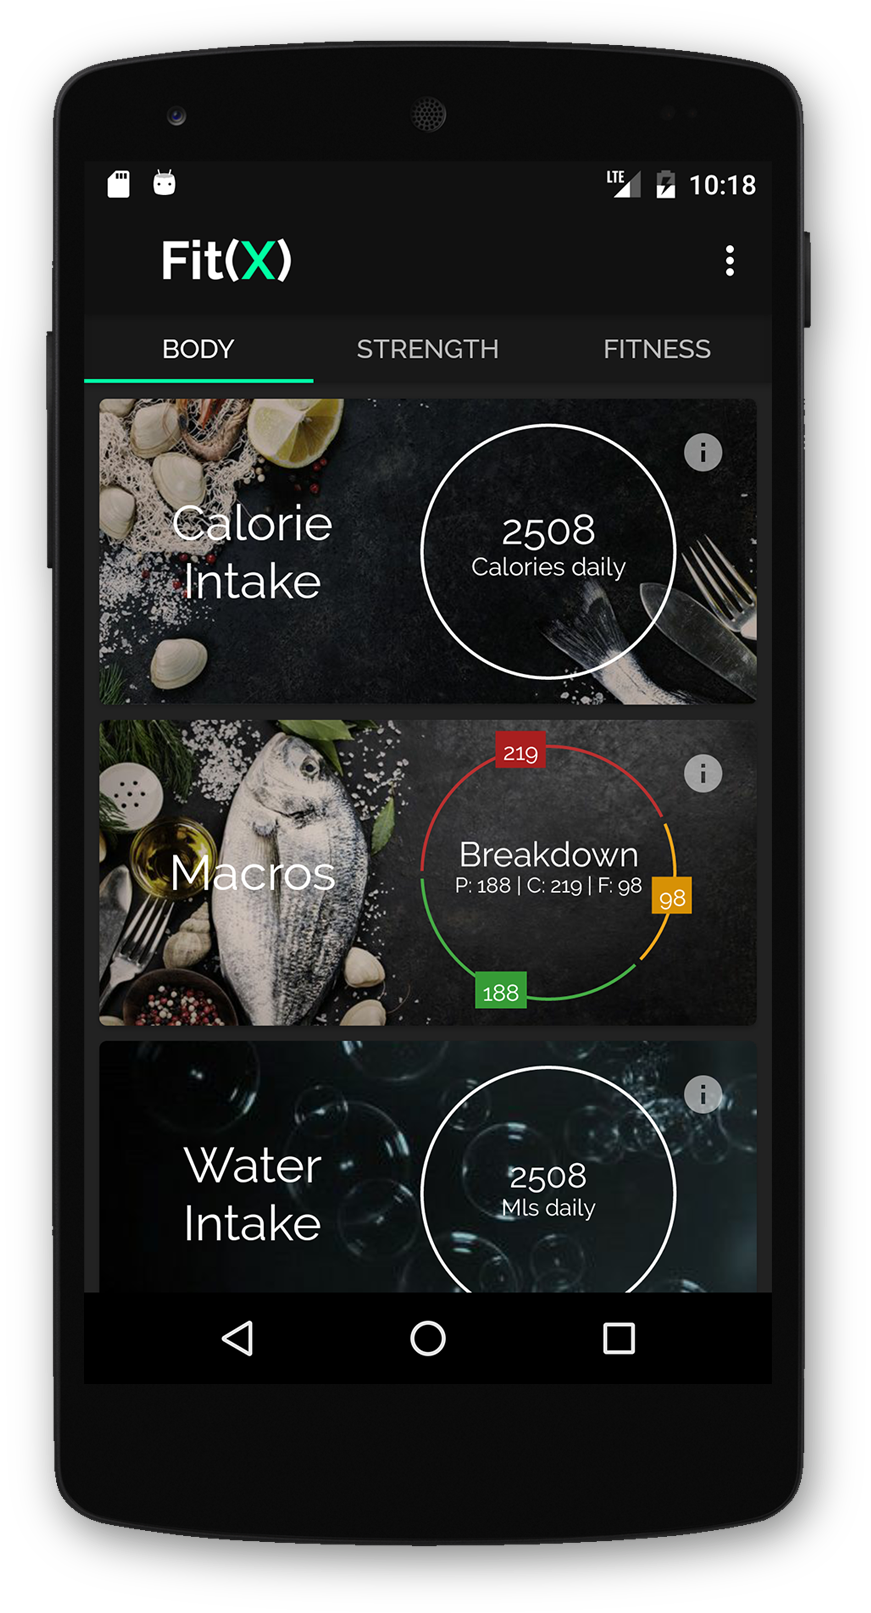 LTE 10:18
Fit(X)
BODY STRENGTH FITNESS
Calorie
Intake
2508
Calories daily
i
Macros
219
Breakdown
P: 188 | C: 219 | F: 98
98
188
i
Water
Intake
2508
Mls daily
i